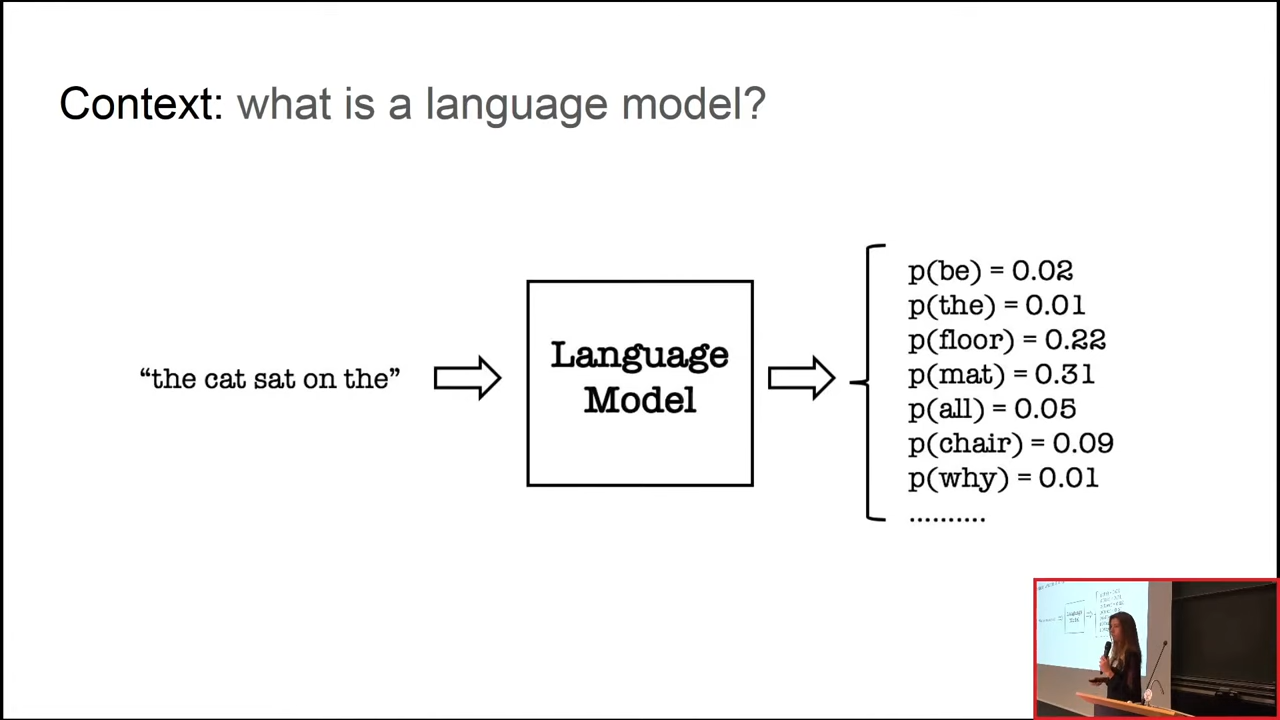 Context: what is a language model?
“the cat sat on the”
Language
Model
p(be) = 0.02
p(the) = 0.01
p(floor) = 0.22
p(mat) = 0.31
p(all) = 0.05
p(chair) = 0.09
p(why) = 0.01
..........